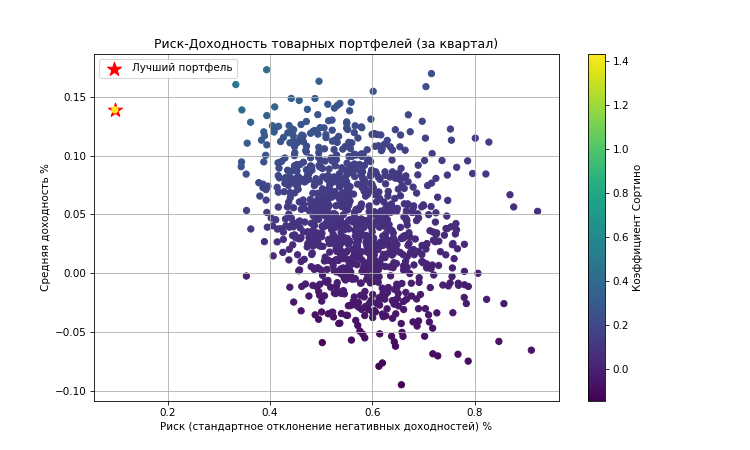 Риск-Доходность товарных портфелей (за квартал)
Лучший портфель
Средняя доходность %
0.15
0.10
0.05
0.00
−0.05
−0.10
0.2 0.4 0.6 0.8
Риск (стандартное отклонение негативных доходностей) %
1.4
1.2
1.0
0.8
0.6
0.4
0.2
0.0
Коэффициент Сортино